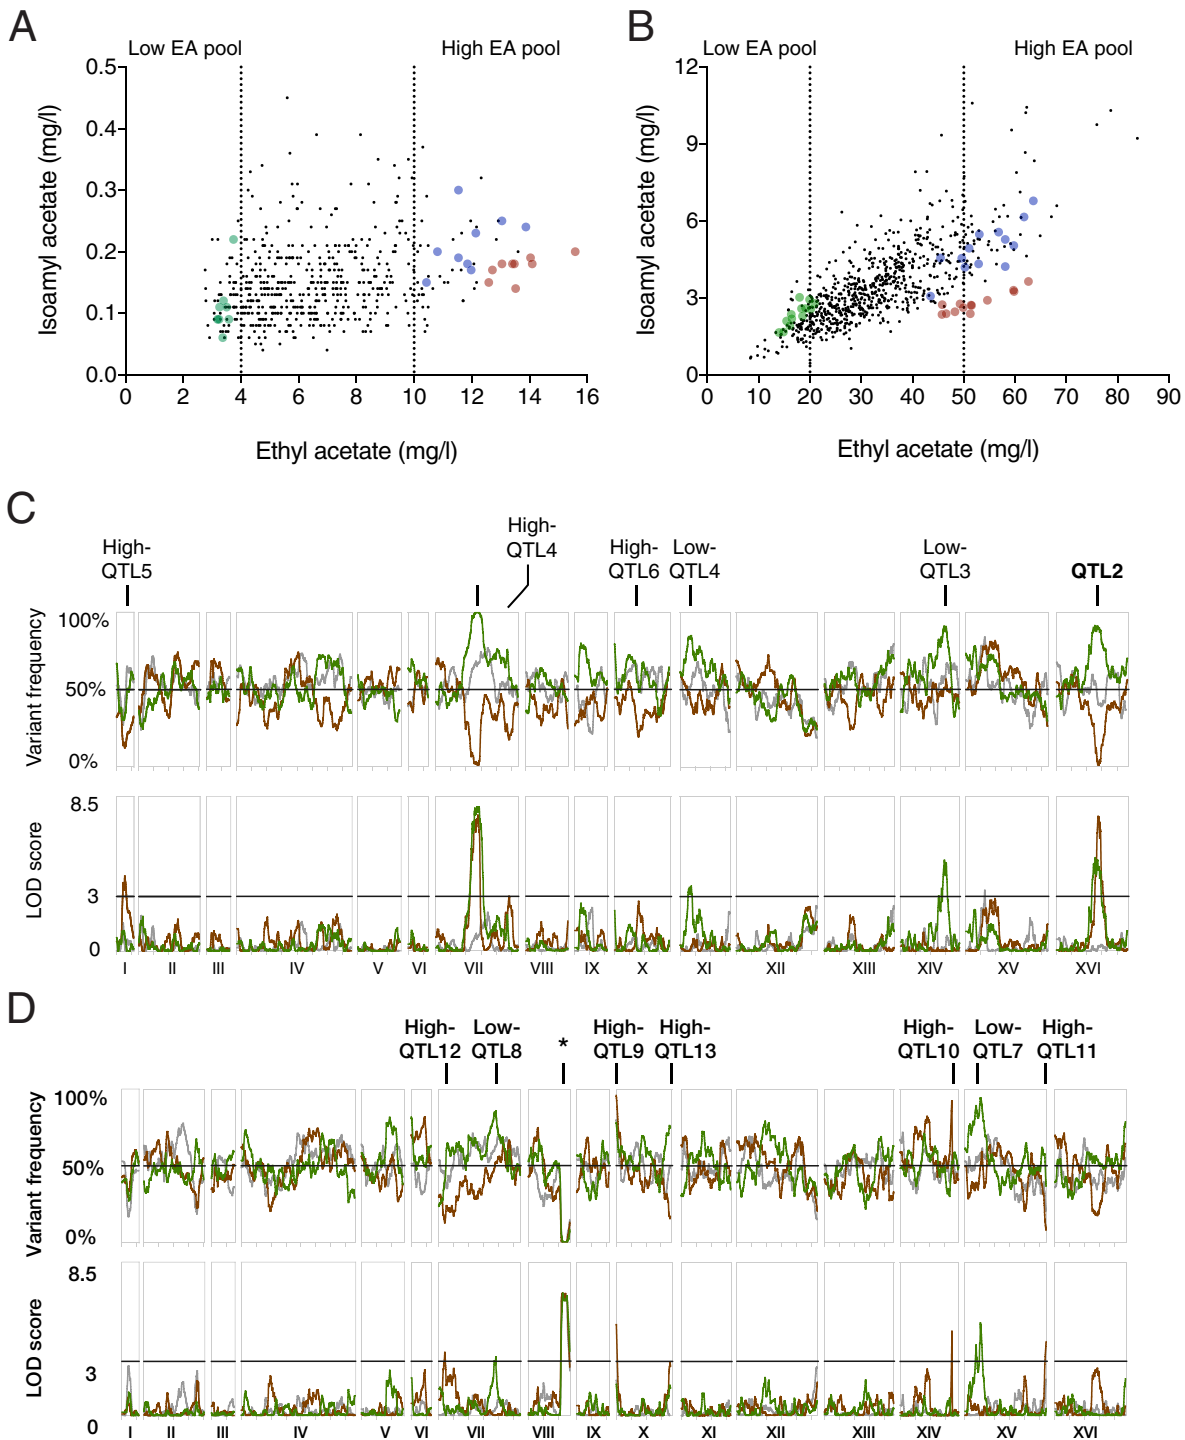 A
B
Low EA pool
High EA pool
Low EA pool
High EA pool
0.5
0.4
0.3
0.2
0.1
0.0
Isoamyl acetate (mg/l)
0 2 4 6 8 10 12 14 16
Ethyl acetate (mg/l)
12
9
6
3
0
Isoamyl acetate (mg/l)
0 10 20 30 40 50 60 70 80 90
Ethyl acetate (mg/l)
C
High-
QTL5
High-
QTL4
High-
QTL6
Low-
QTL4
Low-
QTL3
QTL2
Variant frequency
100%
50%
0%
LOD score
8.5
3
0
I II III IV V VI VII VIII IX X XI XII XIII XIV XV XVI
D
High-
QTL12
Low-
QTL8
*
High-
QTL9
High-
QTL13
High-
QTL10
Low-
QTL7
High-
QTL11
Variant frequency
100%
50%
0%
LOD score
8.5
3
0
I II III IV V VI VII VIII IX X XI XII XIII XIV XV XVI